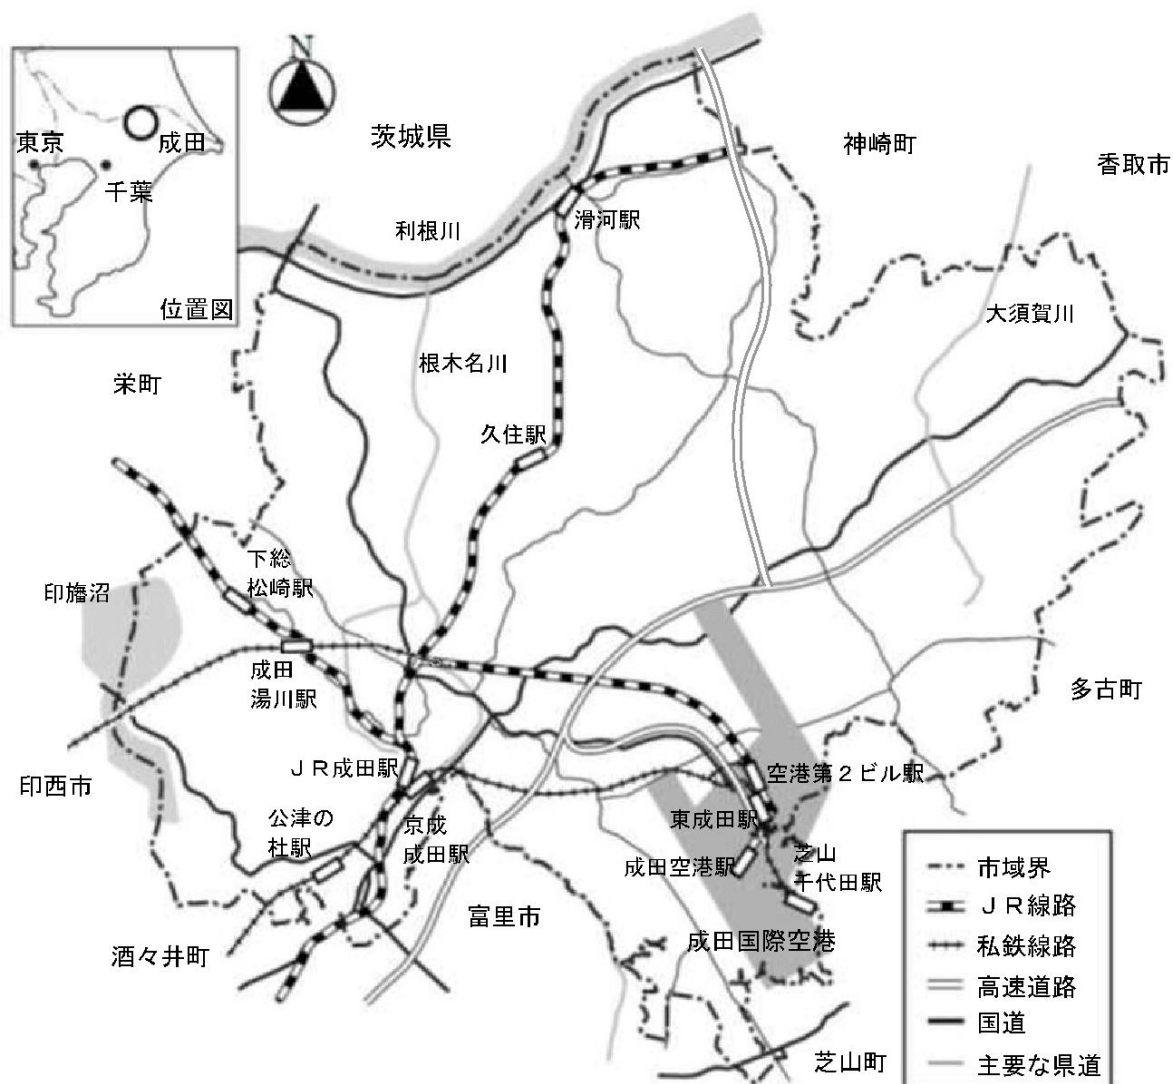 N
茨城県
神崎町
香取市
東京
成田
千葉
位置図
滑河駅
利根川
大須賀川
根木名川
栄町
久住駅
下総
松崎駅
印旛沼
成田
湯川駅
多古町
印西市
JR成田駅
空港第2ビル駅
公津の
杜駅
京成
成田駅
東成田駅
成田空港駅
芝山
千代田駅
富里市
酒々井町
成田国際空港
芝山町
市域界
JR線路
私鉄線路
高速道路
国道
主要な県道